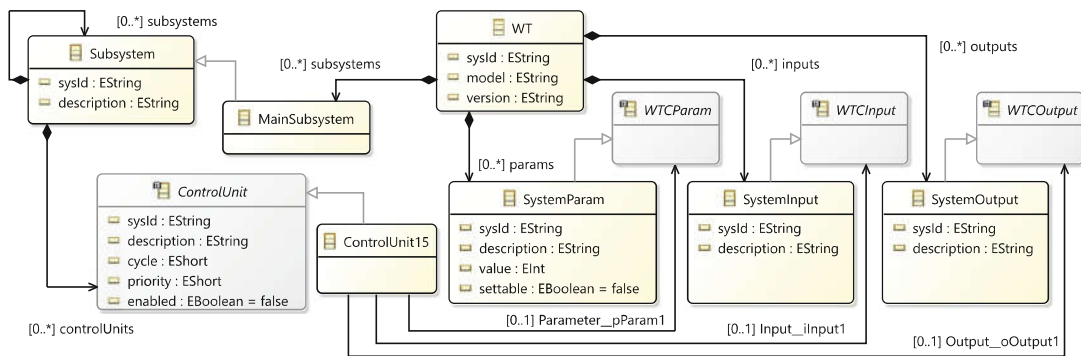 [0..*] subsystems
Subsystem
sysId : EString
description : EString
[0..*] subsystems
MainSubsystem
WT
sysId : EString
model : EString
version : EString
[0..*] inputs
[0..*] outputs
WTCParam
WTCInput
WTCOutput
[0..*] params
ControlUnit
sysId : EString
description : EString
cycle : EShort
priority : EShort
enabled : EBoolean = false
[0..*] controlUnits
ControlUnit15
SystemParam
sysId : EString
description : EString
value : EInt
settable : EBoolean = false
SystemInput
sysId : EString
description : EString
SystemOutput
sysId : EString
description : EString
[0..1] Parameter__pParam1
[0..1] Input__iInput1
[0..1] Output__oOutput1